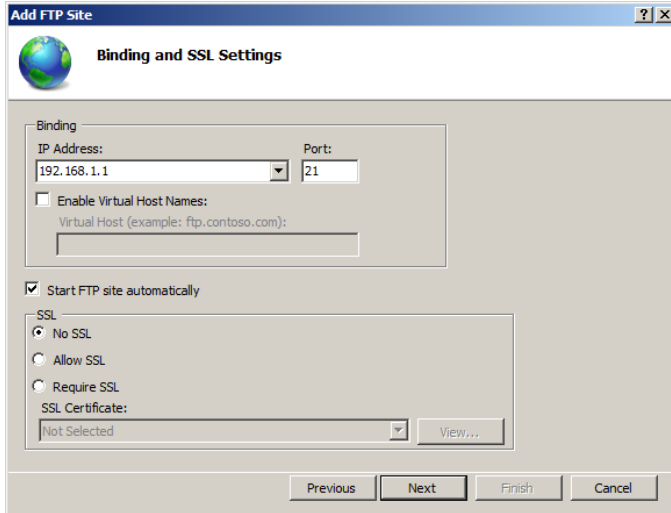 Add FTP Site
Binding and SSL Settings
Binding
IP Address: Port:
192.168.1.1 21
Enable Virtual Host Names:
Virtual Host (example: ftp.contoso.com):
Start FTP site automatically
SSL
No SSL
Allow SSL
Require SSL
SSL Certificate:
Not Selected View...
Previous Next Finish Cancel